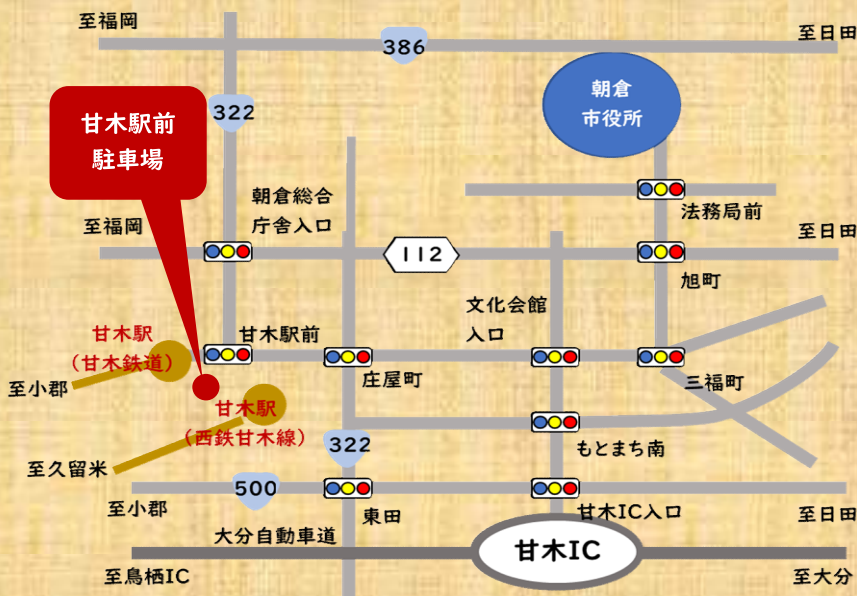 至福岡
386
至日田
朝倉
市役所
322
甘木駅前
駐車場
朝倉総合
庁舎入口
法務局前
至福岡
112
至日田
旭町
文化会館
入口
甘木駅
(甘木鉄道)
甘木駅前
至小郡
庄屋町
三福町
甘木駅
(西鉄甘木線)
322
もとまち南
至久留米
500
至小郡
東田
甘木IC入口
至日田
大分自動車道
甘木IC
至鳥栖IC
至大分